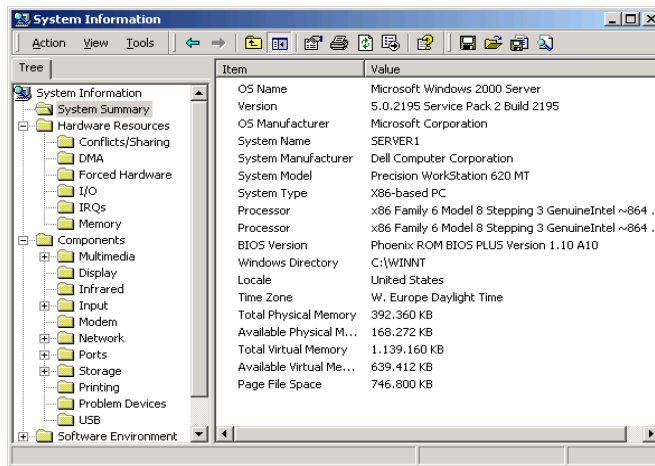 System Information
Action View Tools
Tree
System Information
System Summary
Hardware Resources
Conflicts/Sharing
DMA
Forced Hardware
I/O
IRQs
Memory
Components
Multimedia
Display
Infrared
Input
Modem
Network
Ports
Storage
Printing
Problem Devices
USB
Software Environment
Item Value
OS Name Microsoft Windows 2000 Server
Version 5.0.2195 Service Pack 2 Build 2195
OS Manufacturer Microsoft Corporation
System Name SERVER1
System Manufacturer Dell Computer Corporation
System Model Precision WorkStation 620 MT
System Type X86-based PC
Processor x86 Family 6 Model 8 Stepping 3 GenuineIntel ~864 .
Processor x86 Family 6 Model 8 Stepping 3 GenuineIntel ~864 .
BIOS Version Phoenix ROM BIOS PLUS Version 1.10 A10
Windows Directory C:\WINNT
Locale United States
Time Zone W. Europe Daylight Time
Total Physical Memory 392.360 KB
Available Physical M... 168.272 KB
Total Virtual Memory 1.139.160 KB
Available Virtual Me... 639.412 KB
Page File Space 746.800 KB